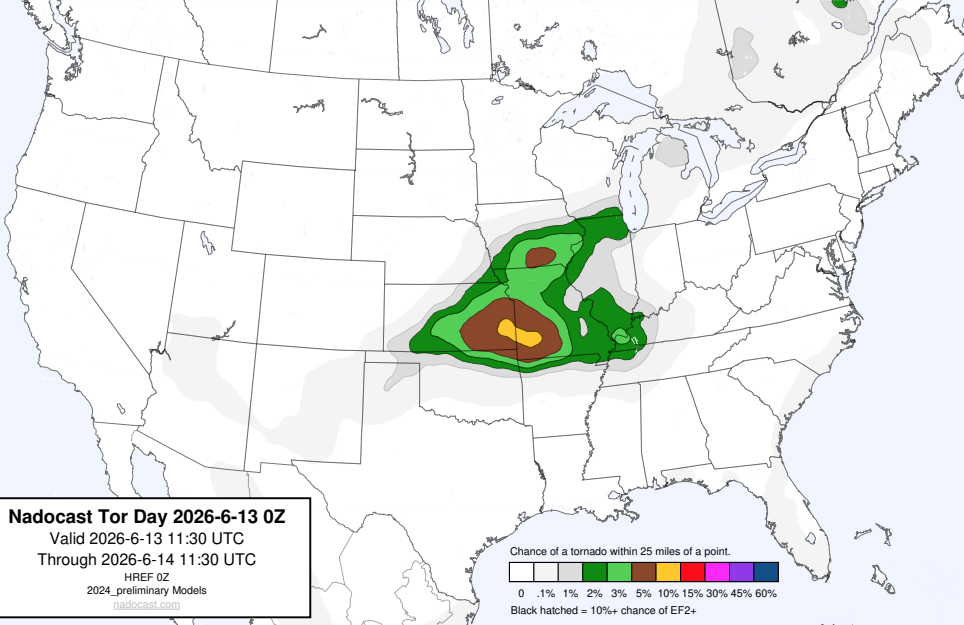 Nadocast Tor Day 2026-6-13 0Z
Valid 2026-6-13 11:30 UTC
Through 2026-6-14 11:30 UTC
HREF 0Z
2024_preliminary Models
nadocast.com
Chance of a tornado within 25 miles of a point.
0 .1% 1% 2% 3% 5% 10% 15% 30% 45% 60%
Black hatched = 10%+ chance of EF2+